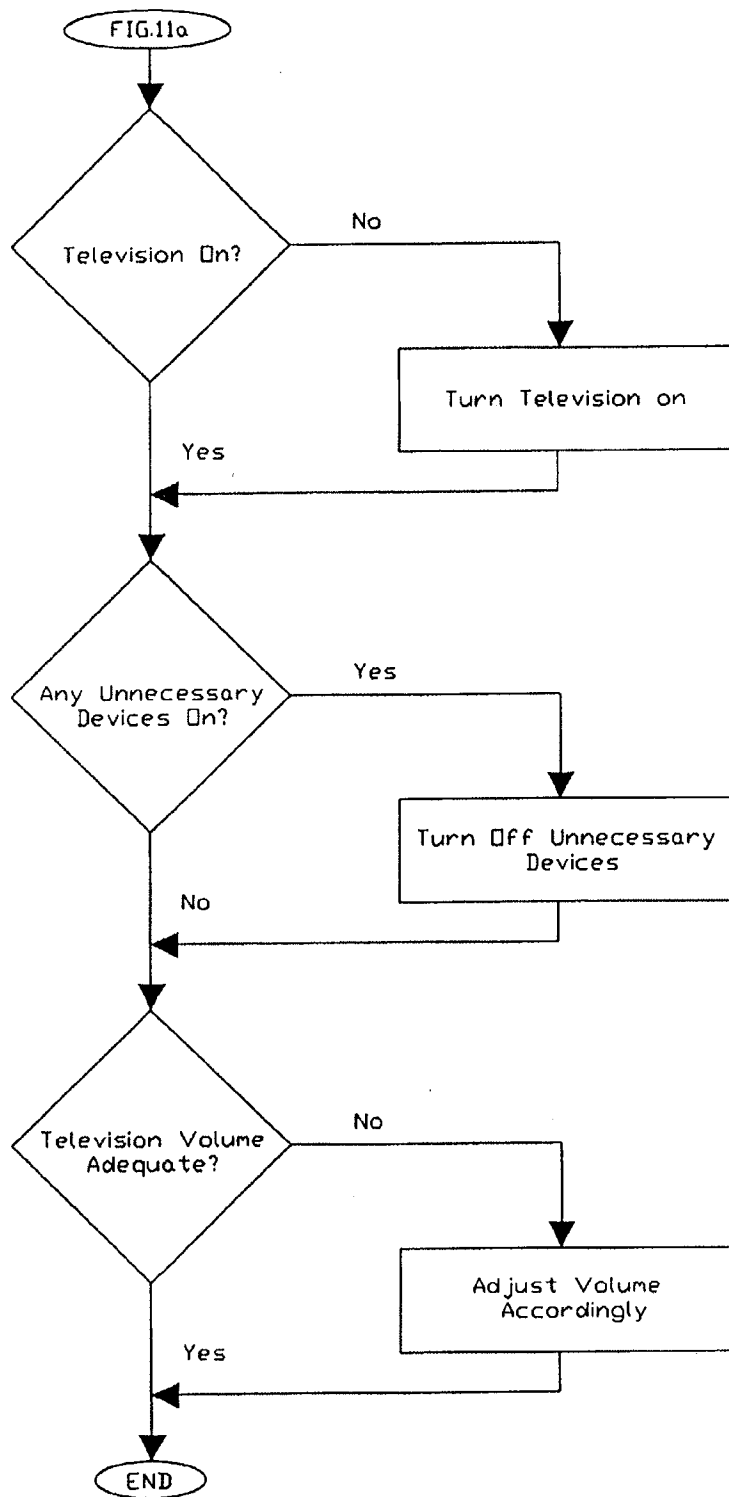 FIG.11a
Television On?
No
Turn Television on
Yes
Any Unnecessary
Devices On?
Yes
Turn Off Unnecessary
Devices
No
Television Volume
Adequate?
No
Adjust Volume
Accordingly
Yes
END